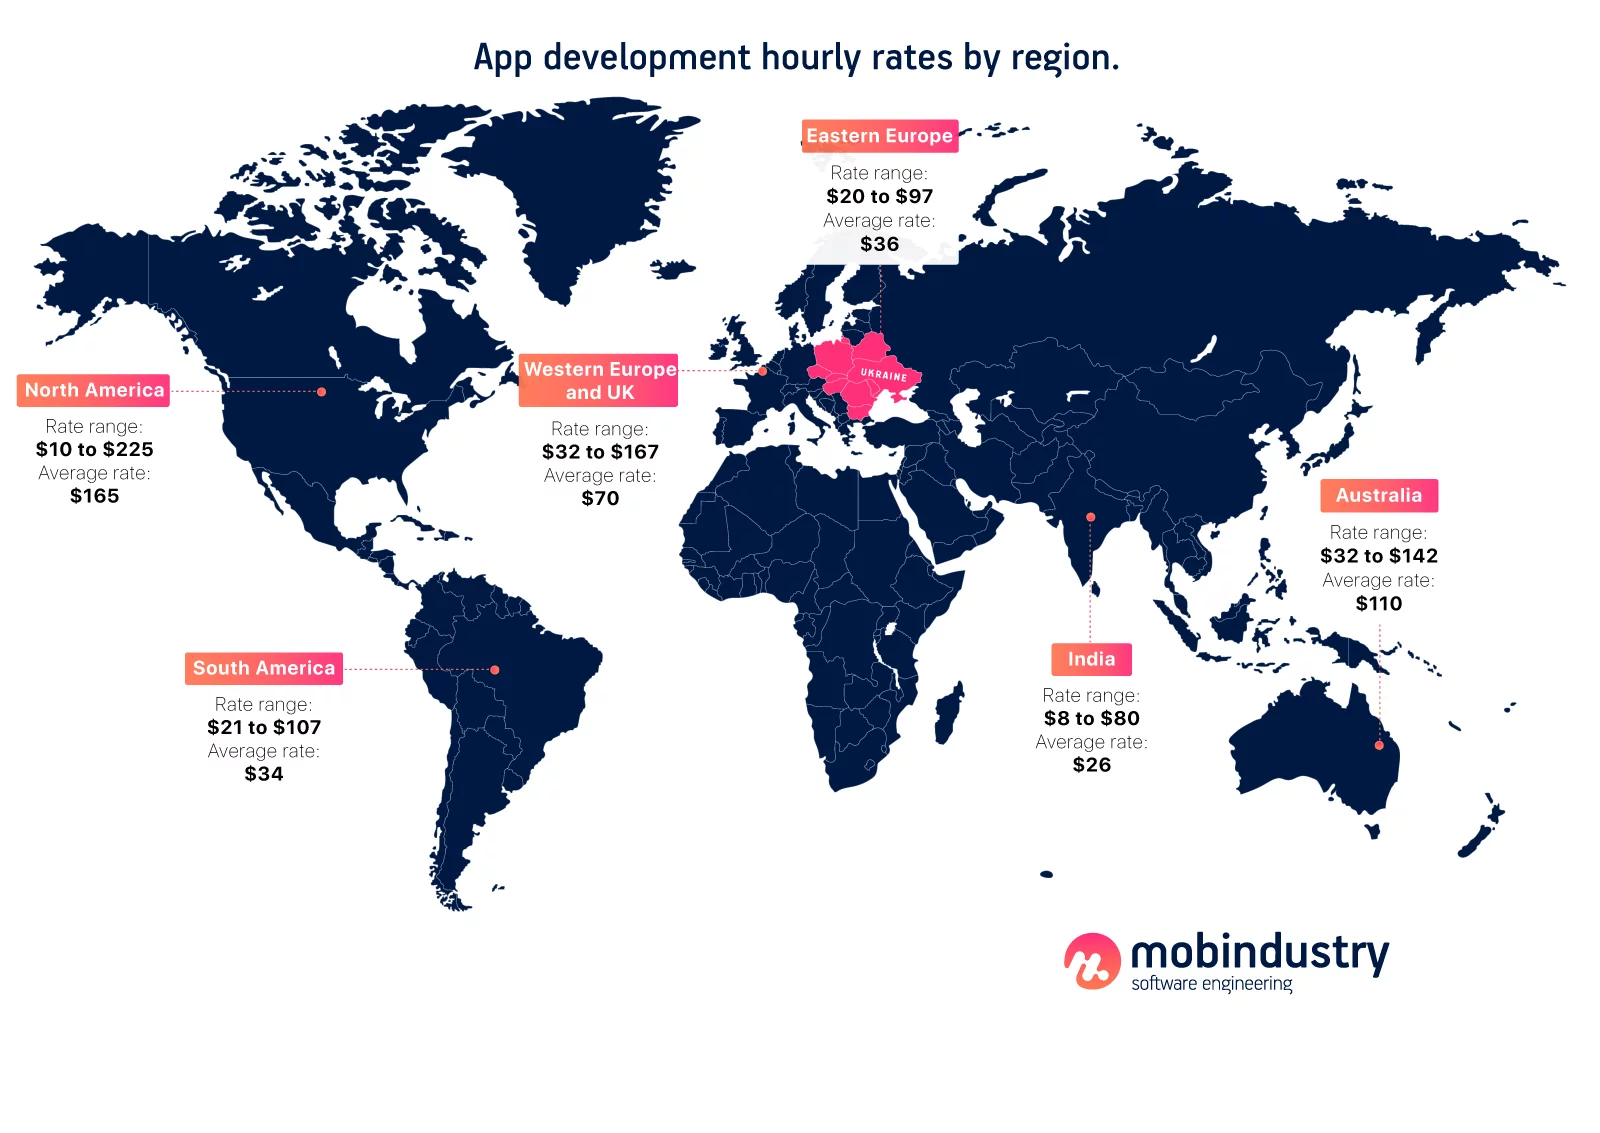 App development hourly rates by region.
Eastern Europe
Rate range:
$20 to $97
Average rate:
$36
UKRAINE
North America
Rate range:
$10 to $225
Average rate:
$165
Western Europe
and UK
Rate range:
$32 to $167
Average rate:
$70
Australia
Rate range:
$32 to $142
Average rate:
$110
South America
Rate range:
$21 to $107
Average rate:
$34
India
Rate range:
$8 to $80
Average rate:
$26
mobindustry
software engineering